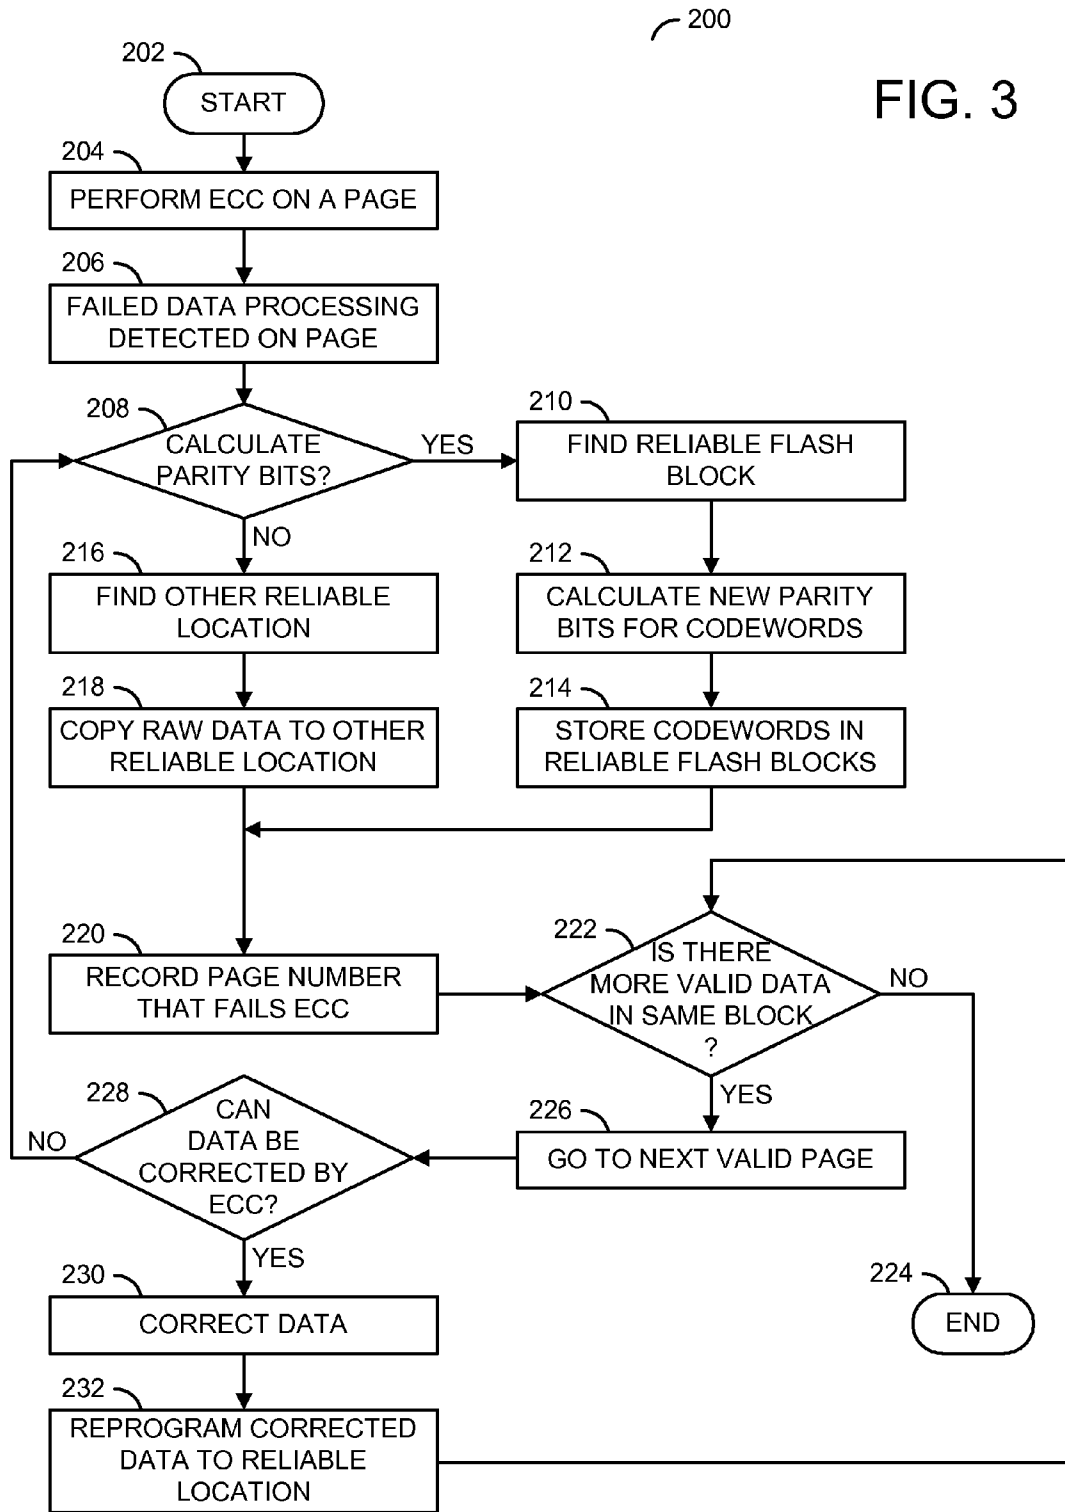 200
FIG. 3
202
START
204
PERFORM ECC ON A PAGE
206
FAILED DATA PROCESSING
DETECTED ON PAGE
208
CALCULATE
PARITY BITS?
YES
NO
210
FIND RELIABLE FLASH
BLOCK
216
FIND OTHER RELIABLE
LOCATION
212
CALCULATE NEW PARITY
BITS FOR CODEWORDS
218
COPY RAW DATA TO OTHER
RELIABLE LOCATION
214
STORE CODEWORDS IN
RELIABLE FLASH BLOCKS
220
RECORD PAGE NUMBER
THAT FAILS ECC
222
IS THERE
MORE VALID DATA
IN SAME BLOCK
?
NO
YES
228
CAN
DATA BE
CORRECTED BY
ECC?
NO
YES
226
GO TO NEXT VALID PAGE
230
CORRECT DATA
224
END
232
REPROGRAM CORRECTED
DATA TO RELIABLE
LOCATION